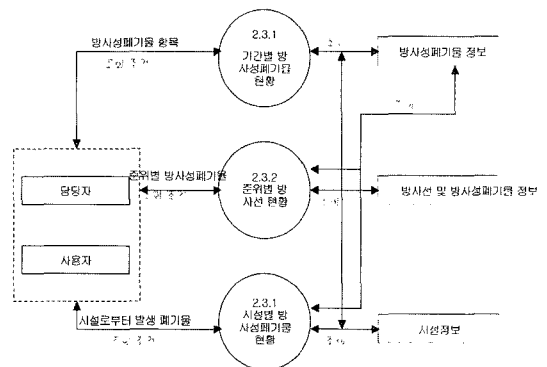 방사성폐기물 항목
2.3.1
기간별 방
사성폐기물
현황
방사성폐기물 정보
담당자
사용자
준위별 방사성폐기물
2.3.2
준위별 방
사선 현황
방사선 및 방사성폐기물 정보
시설로부터 발생 폐기물
2.3.1
시설별 방
사성폐기물
현황
시설정보